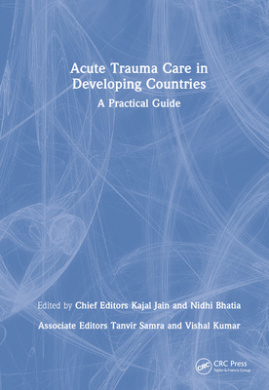 Acute Trauma Care in
Developing Countries
A Practical Guide
Edited by Chief Editors Kajal Jain and Nidhi Bhatia
Associate Editors Tanvir Samra and Vishal Kumar
CRC Press
Taylor & Francis Group